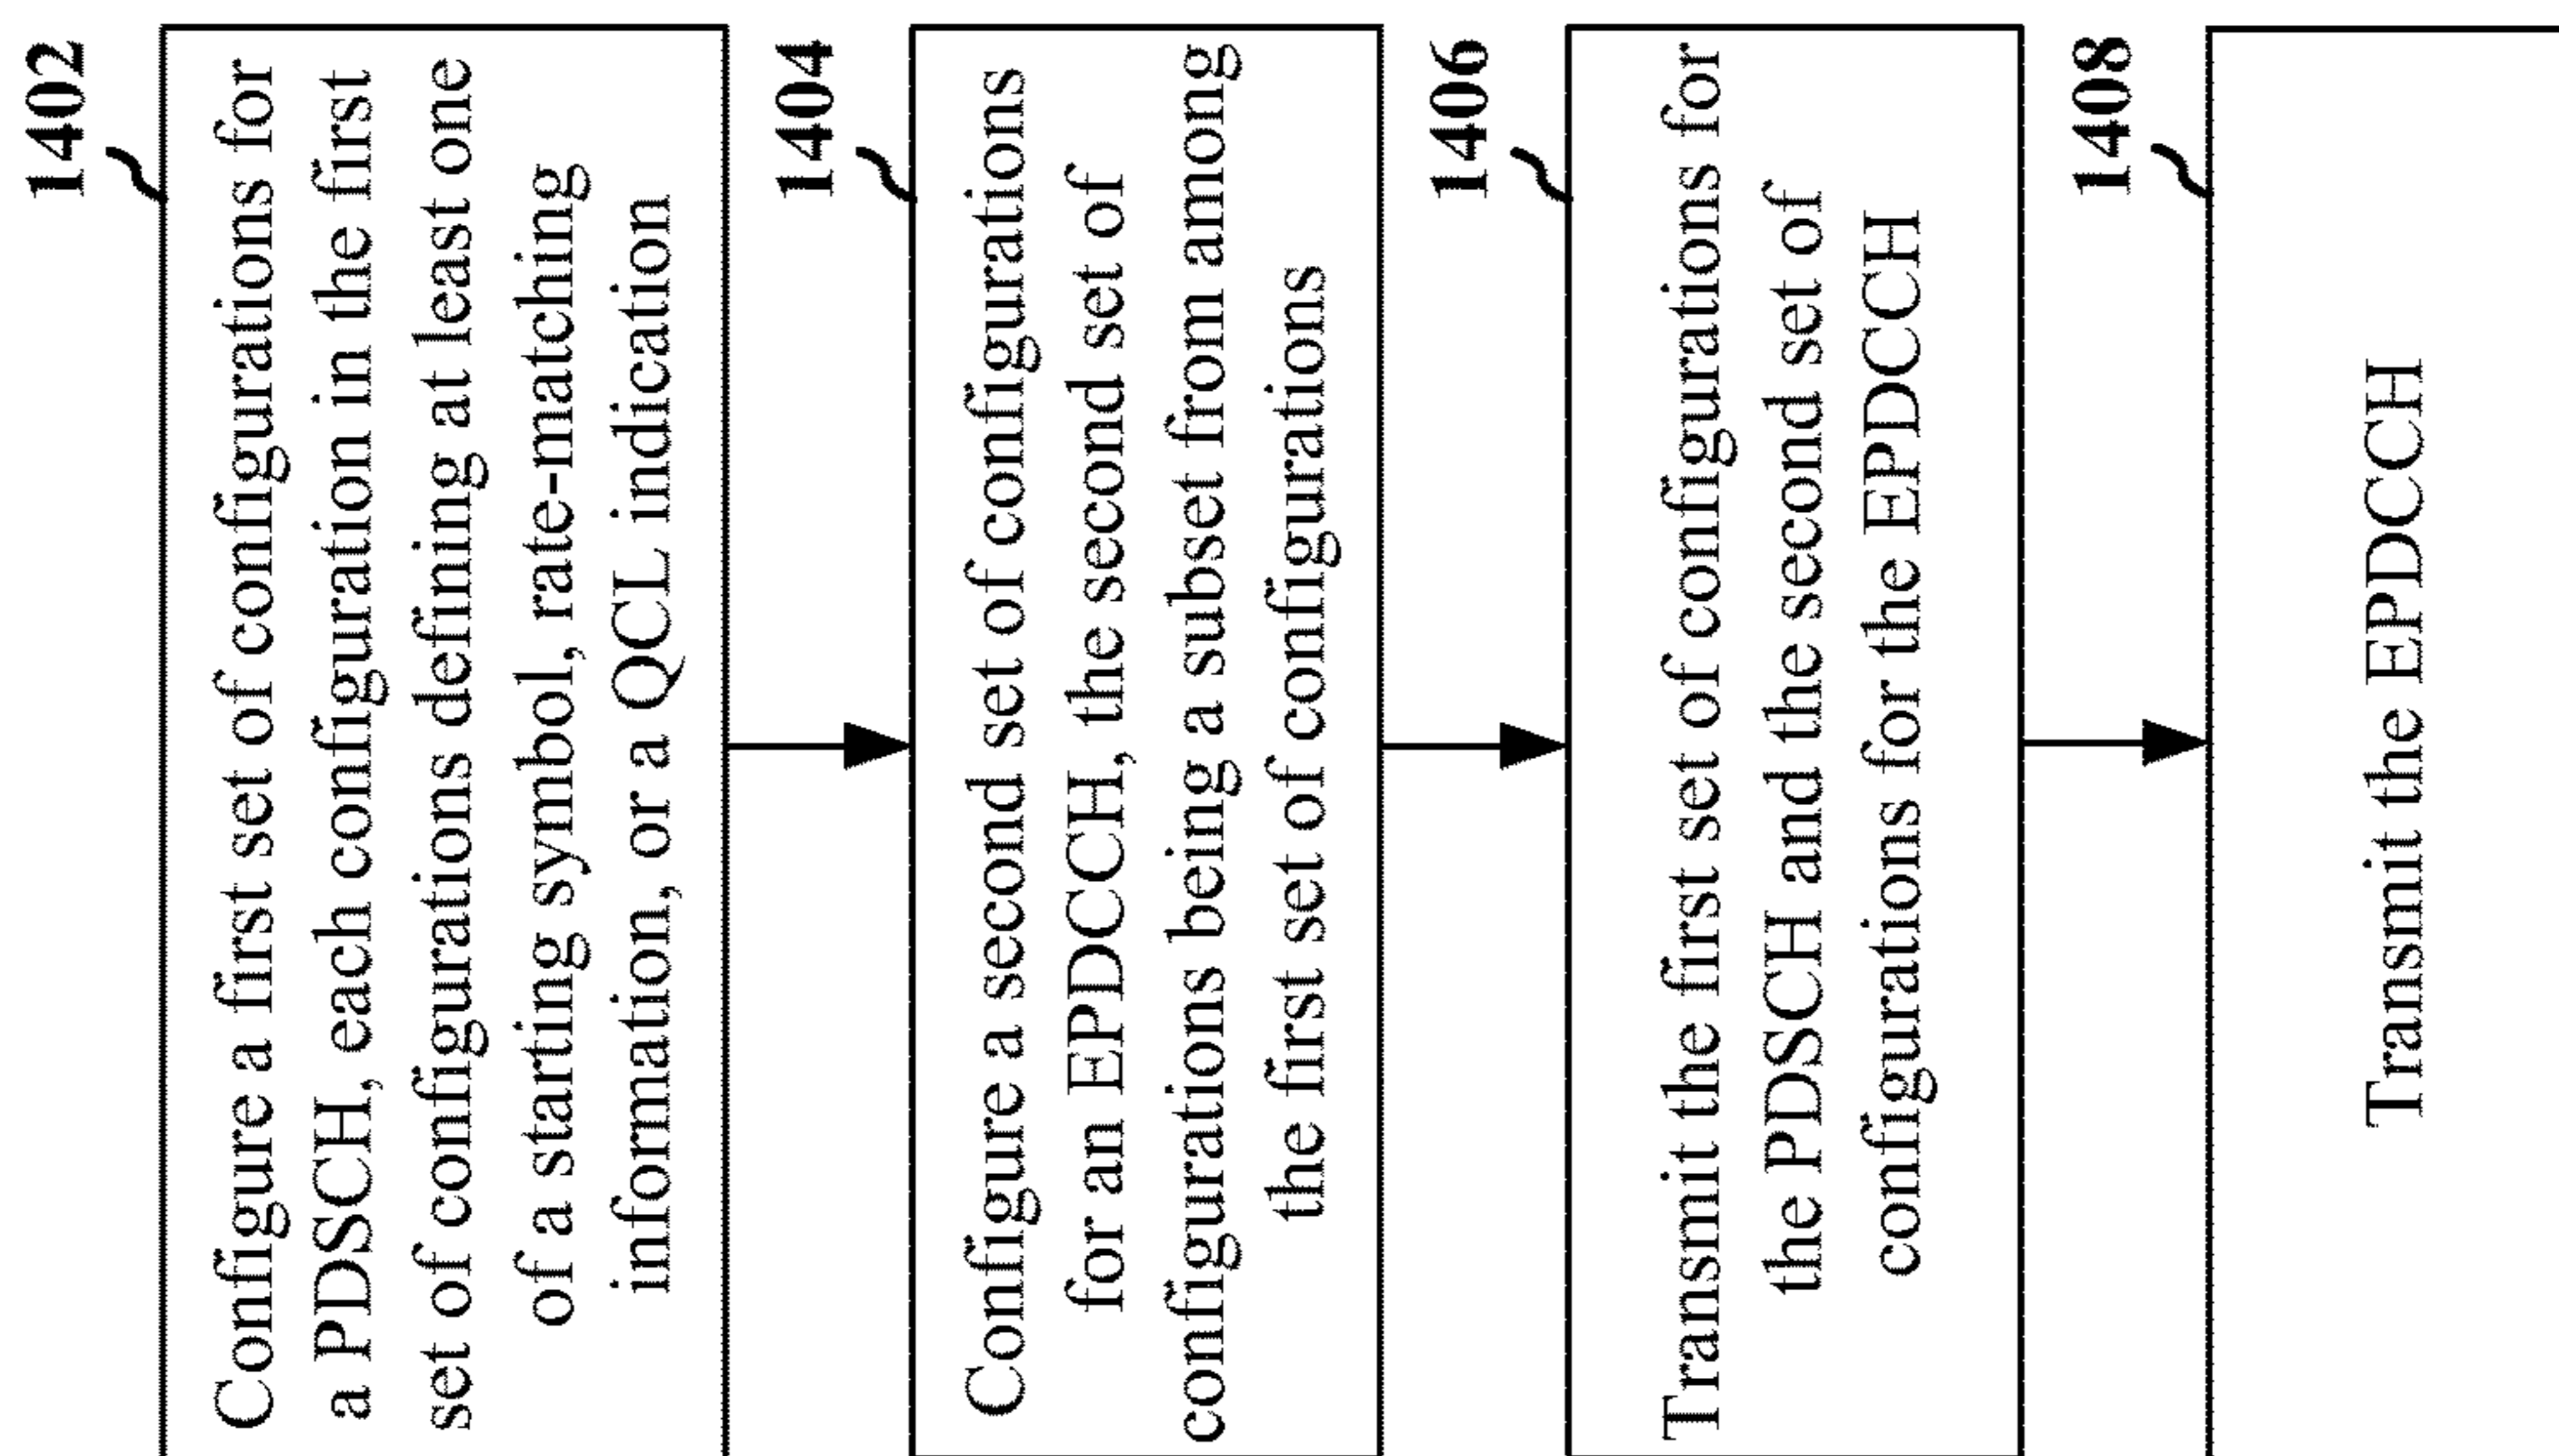 1402
Configure a first set of configurations for
a PDSCH, each configuration in the first
set of configurations defining at least one
of a starting symbol, rate-matching
information, or a QCL indication
1404
Configure a second set of configurations
for an EPDCCH, the second set of
configurations being a subset from among
the first set of configurations
1406
Transmit the first set of configurations for
the PDSCH and the second set of
configurations for the EPDCCH
1408
Transmit the EPDCCH